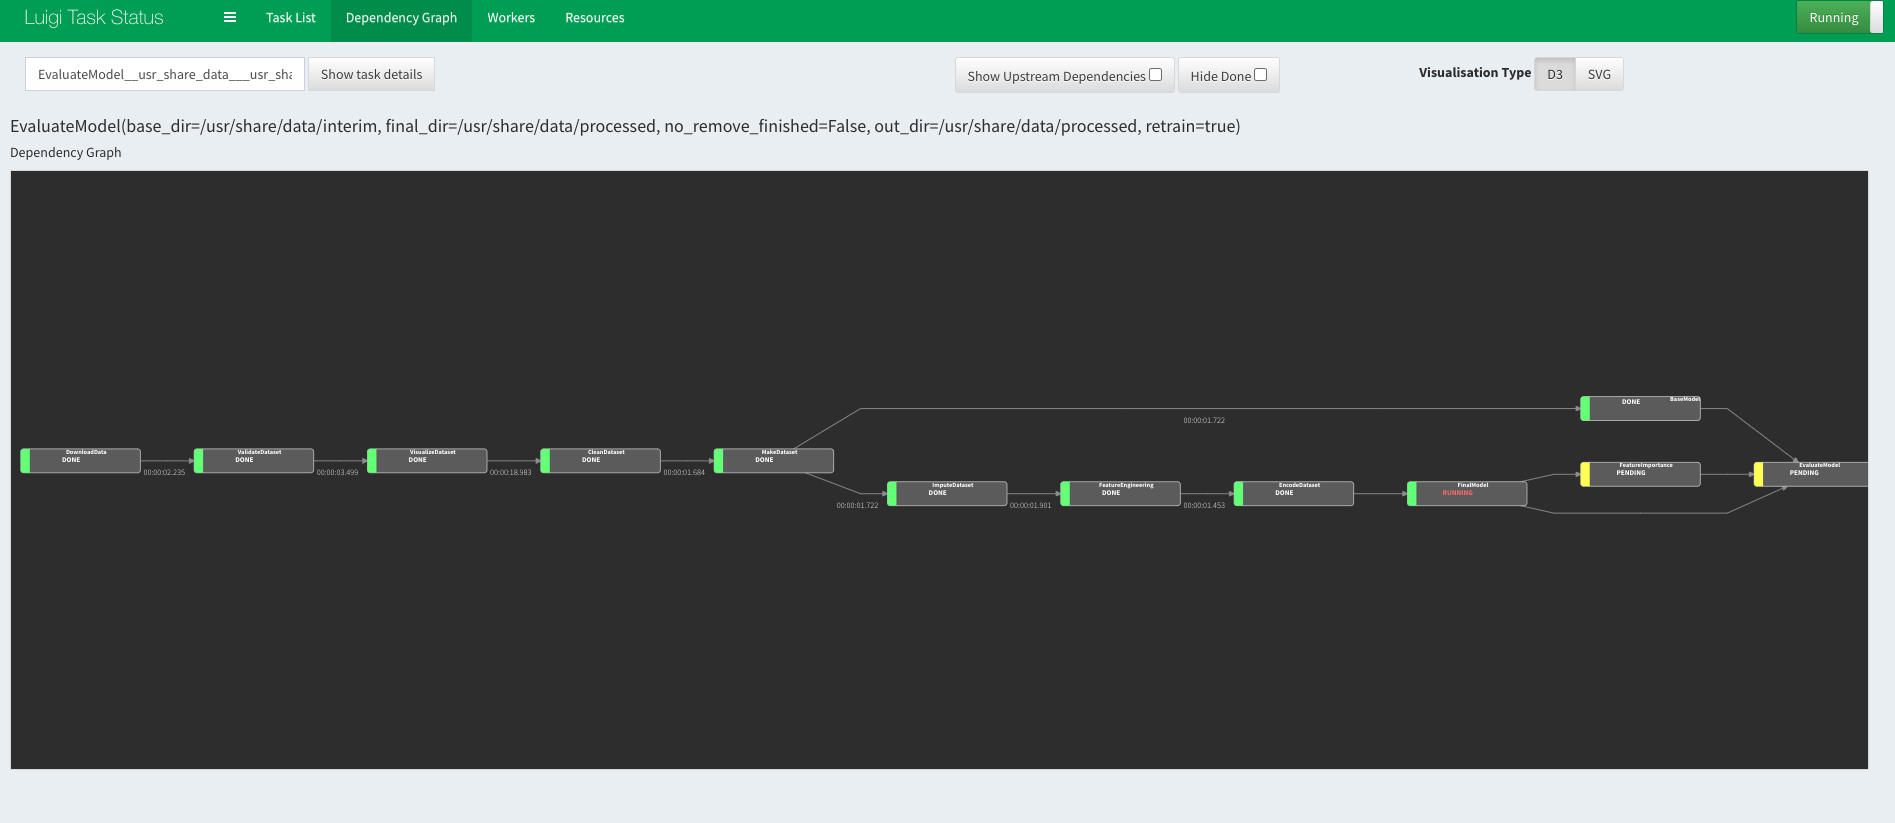 Luigi Task Status
Task List
Dependency Graph
Workers
Resources
Running
EvaluateModel__usr_share_data___usr_sha
Show task details
Show Upstream Dependencies
Hide Done
Visualisation Type
D3
SVG
EvaluateModel(base_dir=/usr/share/data/interim, final_dir=/usr/share/data/processed, no_remove_finished=False, out_dir=/usr/share/data/processed, retrain=true)
Dependency Graph
DownloadData
DONE
00:00:02.235
ValidateDataset
DONE
00:00:03.499
VisualizeDataset
DONE
00:00:18.983
CleanDataset
DONE
00:00:01.684
MakeDataset
DONE
00:00:01.722
BaseModel
DONE
00:00:01.722
ImputeDataset
DONE
00:00:01.901
FeatureEngineering
DONE
00:00:01.453
EncodeDataset
DONE
FinalModel
RUNNING
FeatureImportance
PENDING
EvaluateModel
PENDING